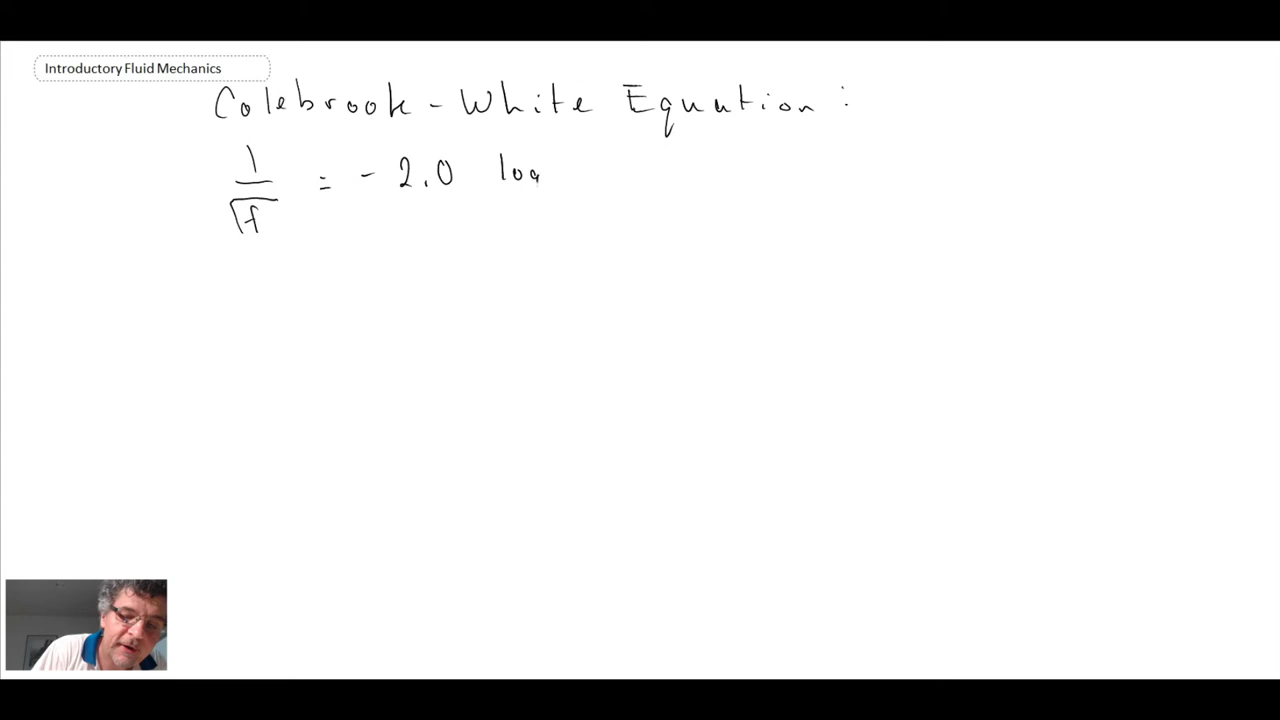 Introductory Fluid Mechanics
Colebrook - White Equation :
1/√f = - 2.0 log